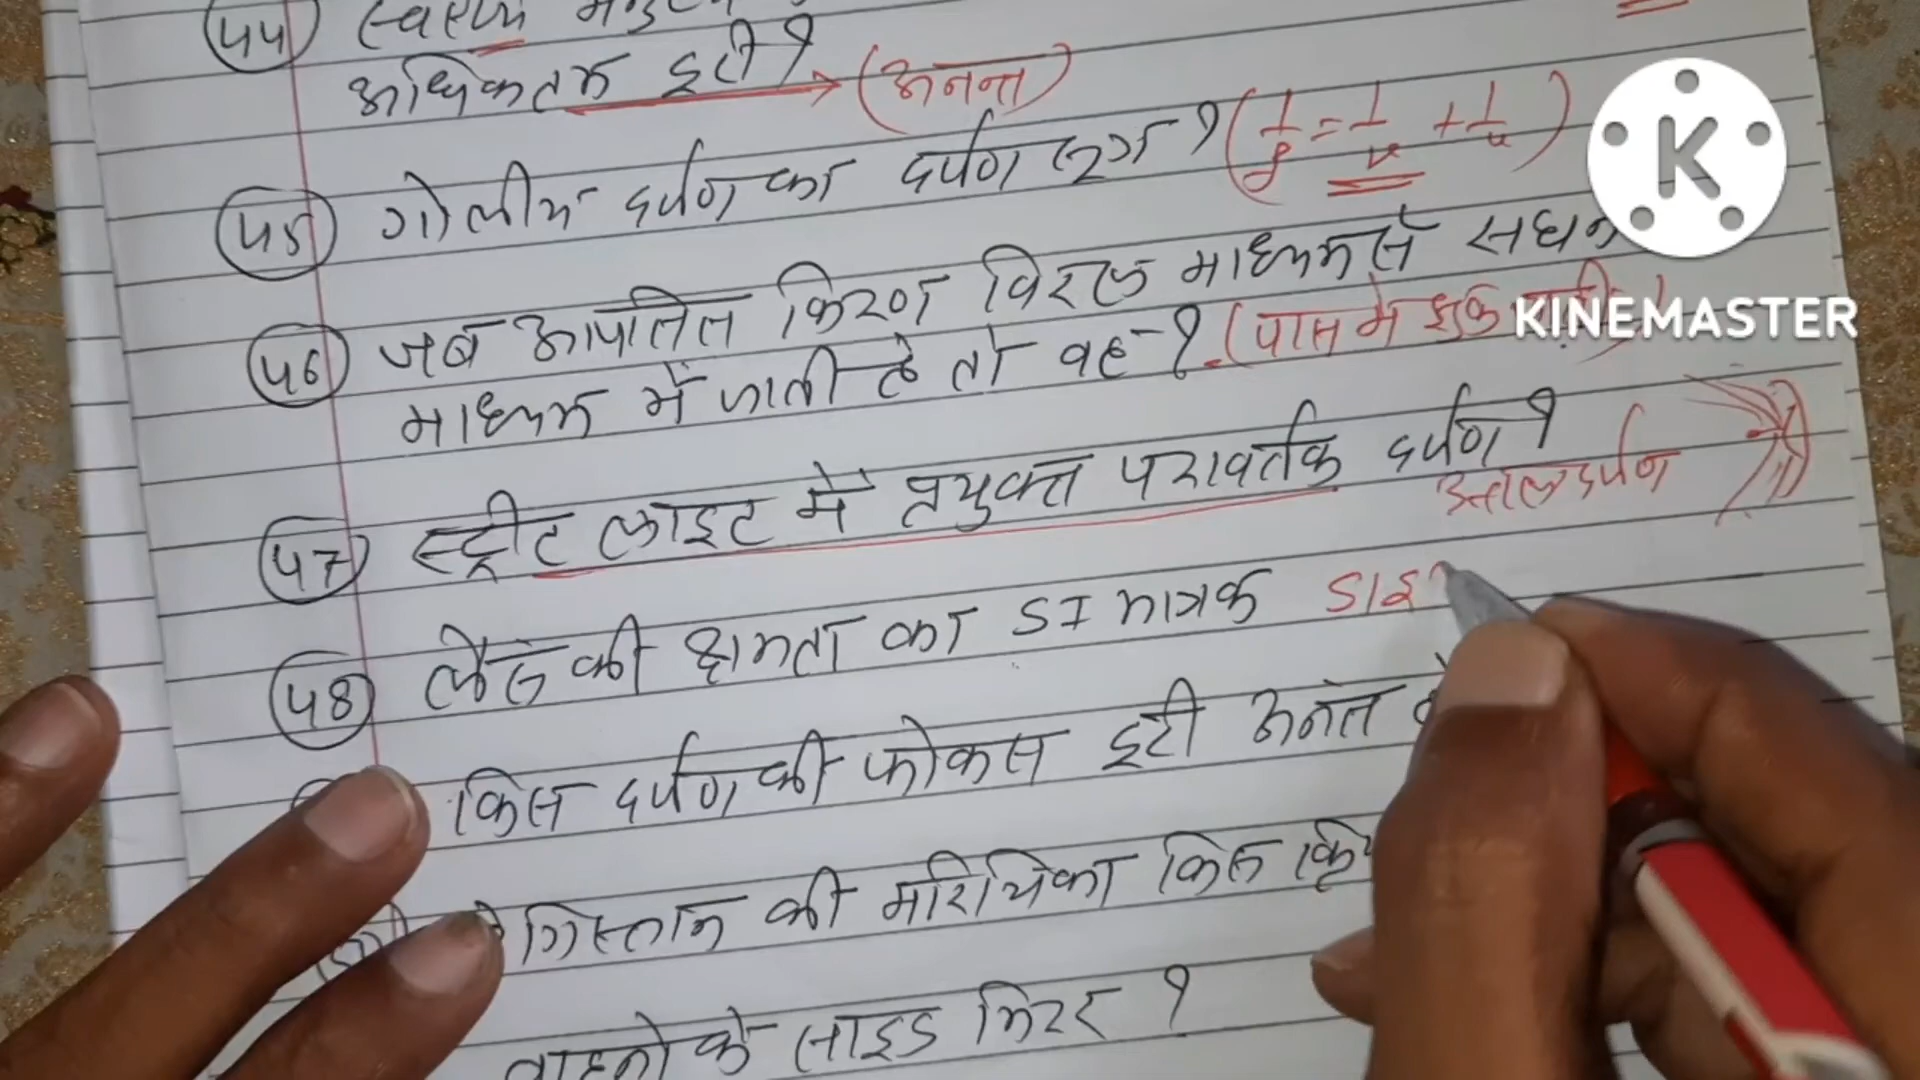 44 स्वस्थ
अधिकतम दूरी? → (अनन्त)
45 गोलीय दर्पण का दर्पण सूत्र? (1/f = 1/v + 1/u)
46 जब आपतित किरण विरल माध्यम से सघन
माध्यम में जाती है तो वह -? (पास में झुक
47 स्ट्रीट लाइट में प्रयुक्त परावर्तक दर्पण?
उत्तल दर्पण
48 लेंस की क्षमता का SI मात्रक डाइ
किस दर्पण की फोकस दूरी अनंत
की मरिचिका किस
वाहनो के साइड मिरर?
KINEMASTER